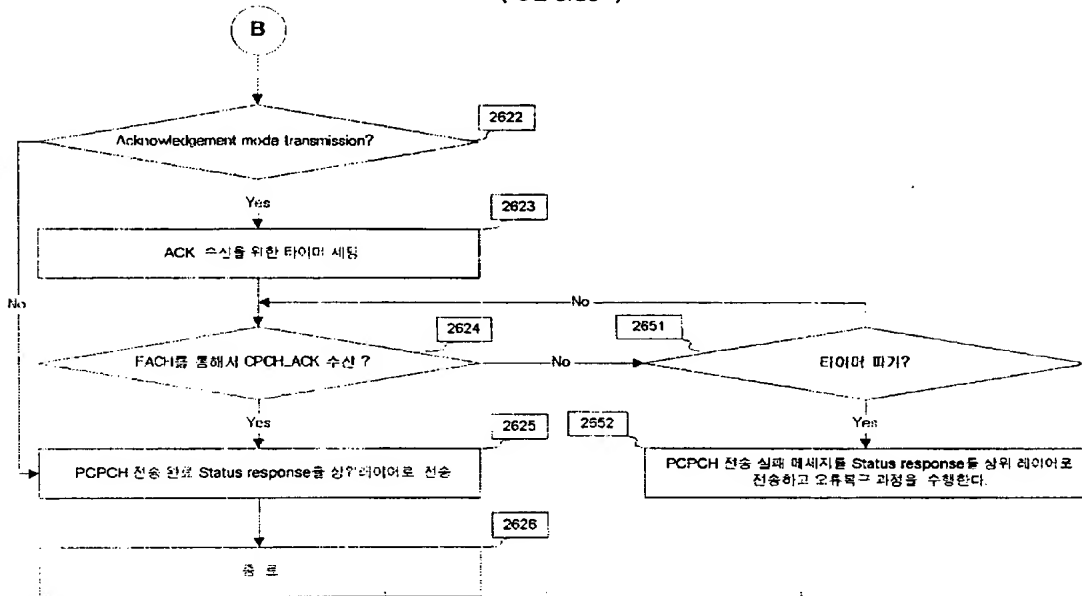 B
2622
Acknowledgement mode transmission?
Yes
2623
ACK 수신을 위한 타이머 세팅
No
No
2624
2651
FACH를 통해서 CPCH_ACK 수신 ?
No
타이머 파기?
Yes
Yes
2625
2652
PCPCH 전송 완료 Status response을 상위레이어로 전송
PCPCH 전송 실패 메세지를 Status response를 상위 레이어로
전송하고 오류복구 과정을 수행한다.
2626
종 료